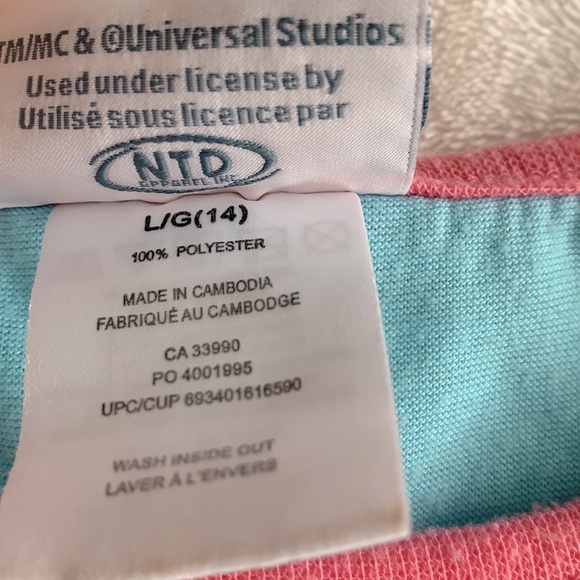 TM/MC & ©Universal Studios
Used under license by
Utilisé sous licence par
NTD
APPAREL INC
L/G(14)
100% POLYESTER
MADE IN CAMBODIA
FABRIQUÉ AU CAMBODGE
CA 33990
PO 4001995
UPC/CUP 693401616590
WASH INSIDE OUT
LAVER À L'ENVERS